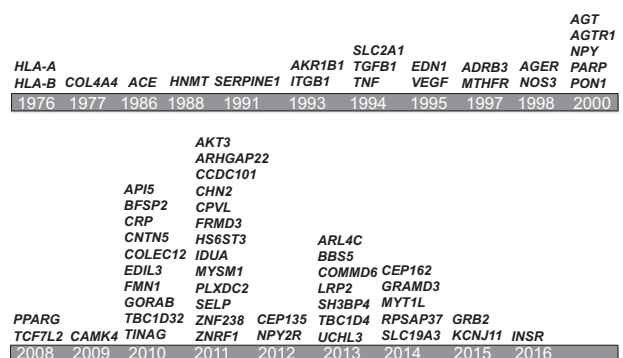 AGT
AGTR1
SLC2A1 NPY
HLA-A AKR1B1 TGFB1 EDN1 ADRB3 AGER PARP
HLA-B COL4A4 ACE HNMT SERPINE1 ITGB1 TNF VEGF MTHFR NOS3 PON1
1976 1977 1986 1988 1991 1993 1994 1995 1997 1998 2000
AKT3
ARHGAP22
CCDC101
API5 CHN2
BFSP2 CPVL
CRP FRMD3
CNTN5 HS6ST3 ARL4C
COLEC12 IDUA BBS5
EDIL3 MYSM1 COMMD6 CEP162
FMN1 PLXDC2 LRP2 GRAMD3
GORAB SELP SH3BP4 MYT1L
PPARG TBC1D32 ZNF238 CEP135 TBC1D4 RPSAP37 GRB2
TCF7L2 CAMK4 TINAG ZNRF1 NPY2R UCHL3 SLC19A3 KCNJ11 INSR
2008 2009 2010 2011 2012 2013 2014 2015 2016